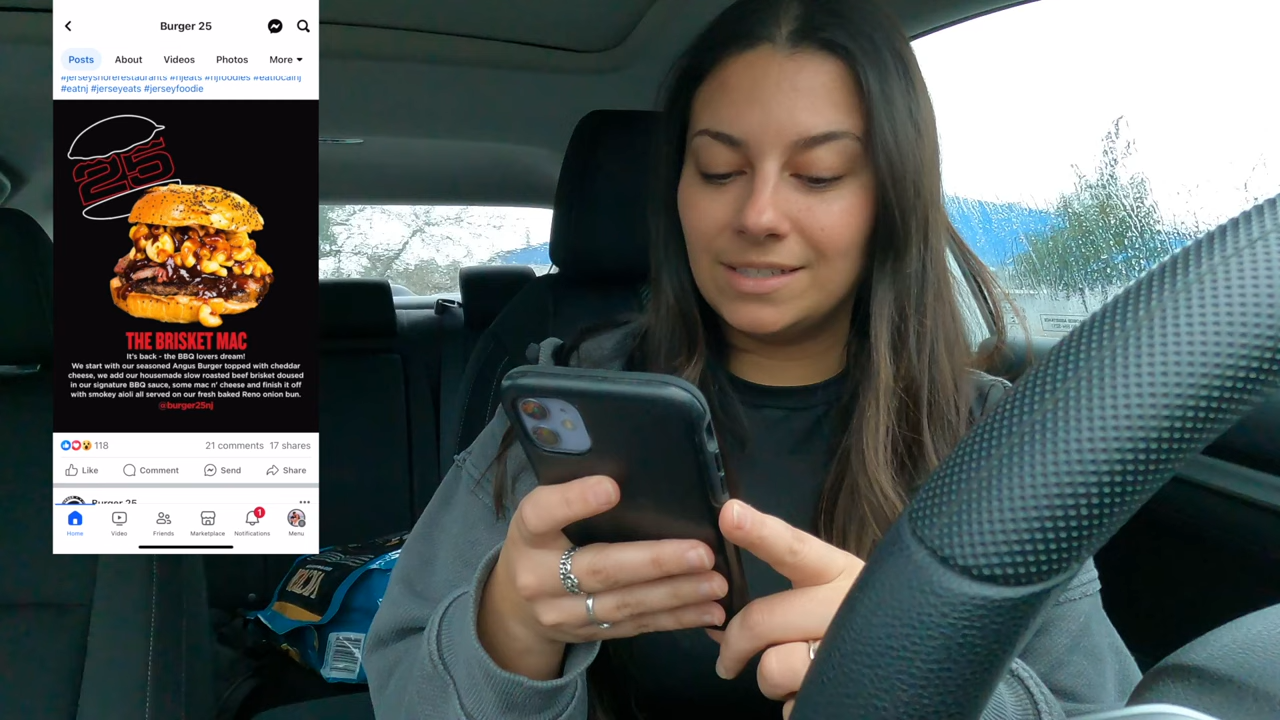 Burger 25
Posts About Videos Photos More
#jerseyshorerestaurants #njeats #njfoodies #eatlocalnj
#eatnj #jerseyeats #jerseyfoodie
25
THE BRISKET MAC
It's back - the BBQ lovers dream!
We start with our seasoned Angus Burger topped with cheddar
cheese, we add our housemade slow roasted beef brisket doused
in our signature BBQ sauce, some mac n' cheese and finish it off
with smokey aioli all served on our fresh baked Reno onion bun.
@burger25nj
118 21 comments 17 shares
Like Comment Send Share
Burger 25
1
Home Video Friends Marketplace Notifications Menu